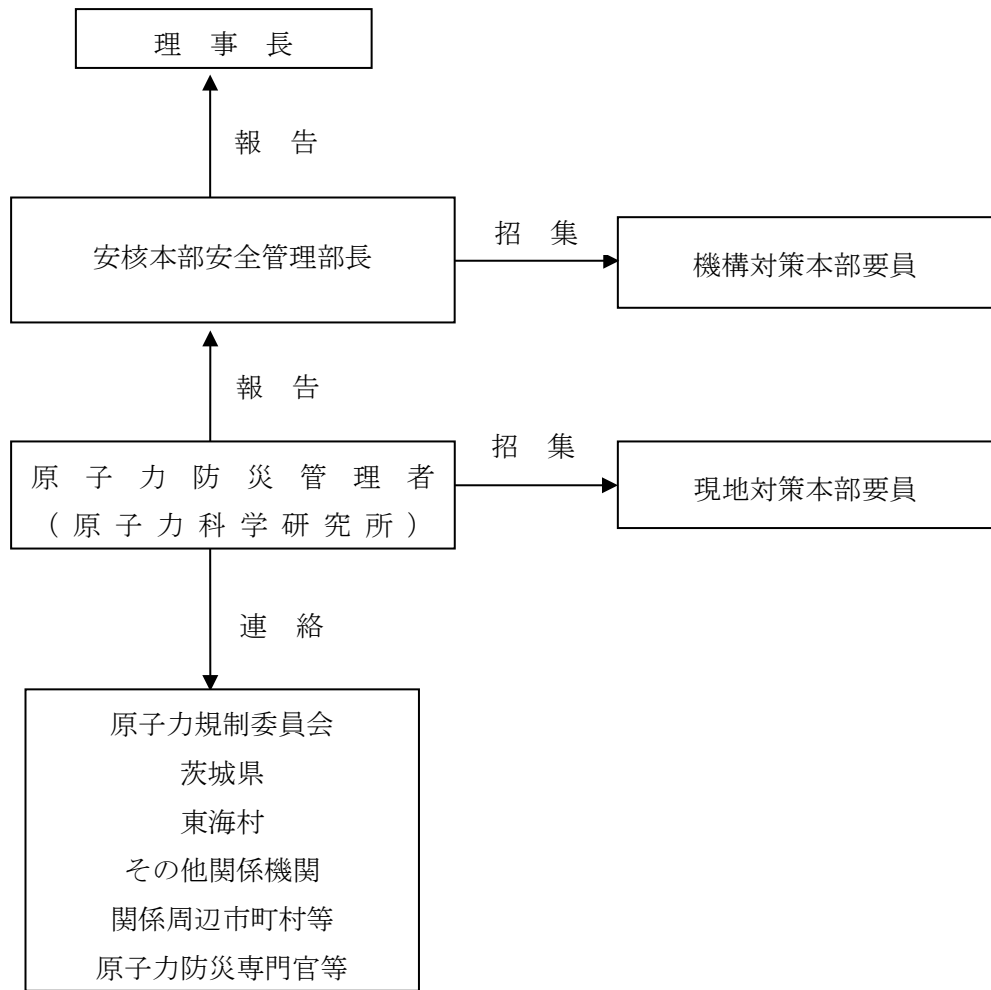 理事長
報告
安核本部安全管理部長
招集
機構対策本部要員
報告
原子力防災管理者
（原子力科学研究所）
招集
現地対策本部要員
連絡
原子力規制委員会
茨城県
東海村
その他関係機関
関係周辺市町村等
原子力防災専門官等